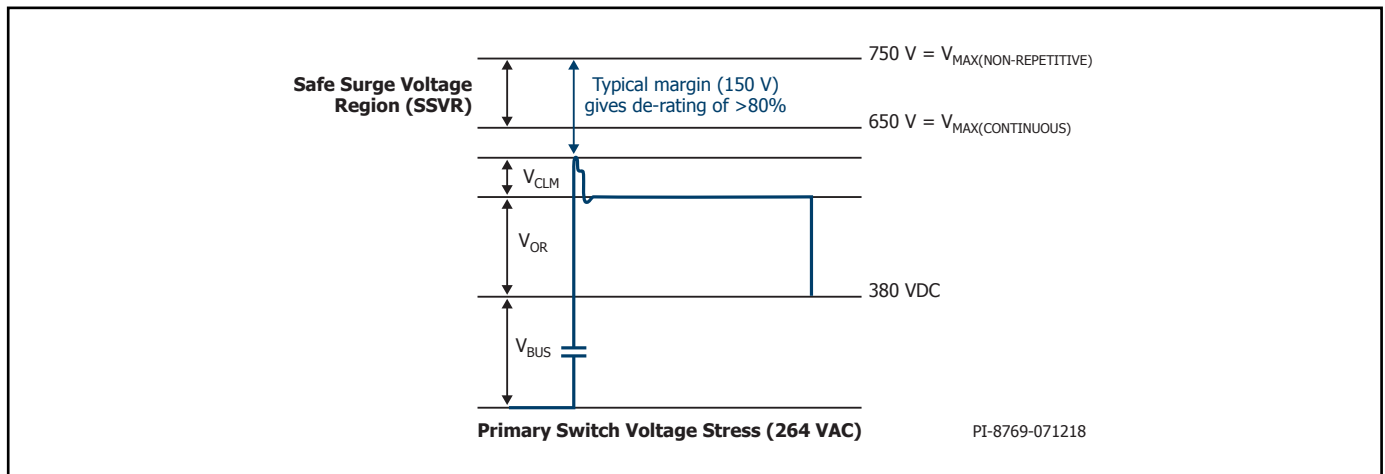 750 V = VMAX(NON-REPETITIVE)
Safe Surge Voltage
Region (SSVR)
Typical margin (150 V)
gives de-rating of >80%
650 V = VMAX(CONTINUOUS)
VCLM
VOR
380 VDC
VBUS
Primary Switch Voltage Stress (264 VAC)
PI-8769-071218